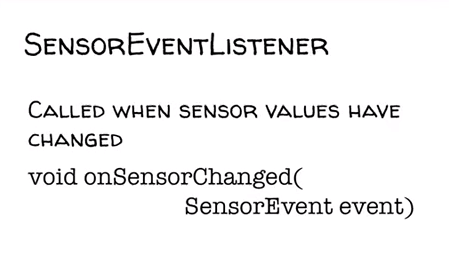 SensorEventListener
Called when sensor values have
changed
void onSensorChanged(
SensorEvent event)